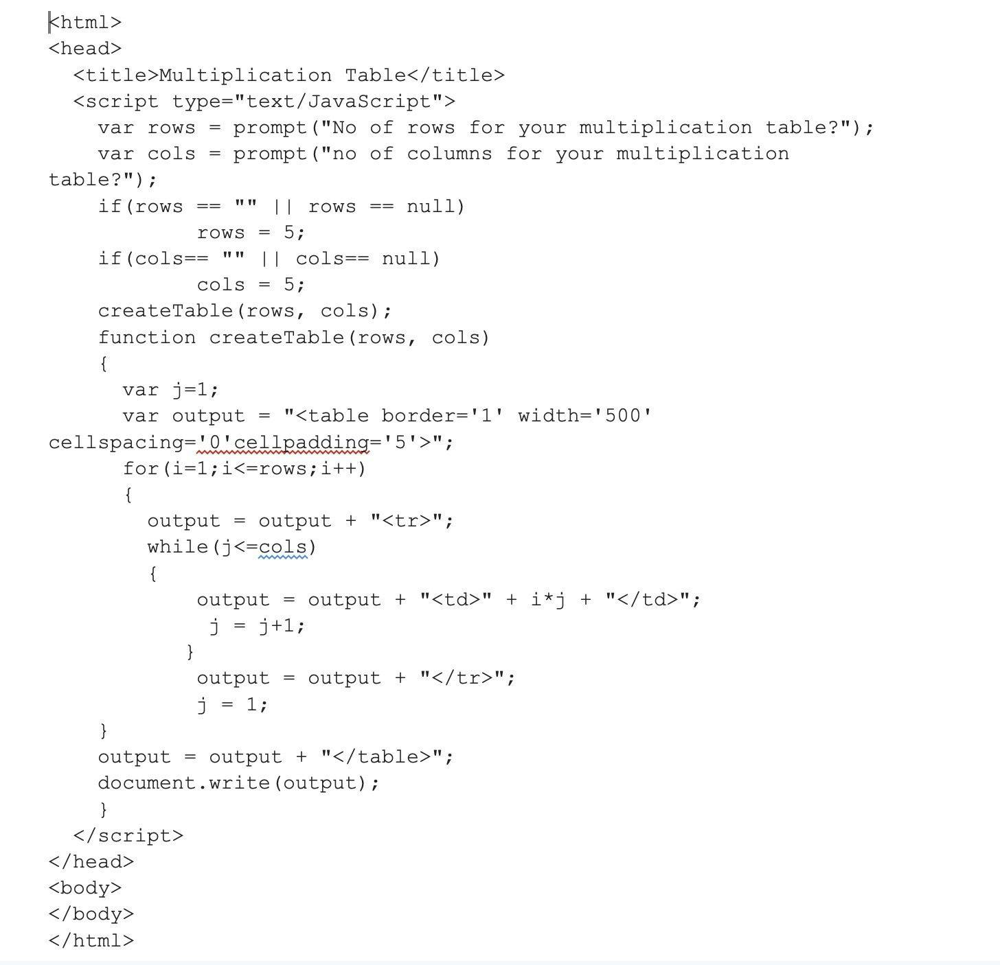 <html>
<head>
  <title>Multiplication Table</title>
  <script type="text/JavaScript">
    var rows = prompt("No of rows for your multiplication table?");
    var cols = prompt("no of columns for your multiplication
table?");
    if(rows == "" || rows == null)
            rows = 5;
    if(cols== "" || cols== null)
            cols = 5;
    createTable(rows, cols);
    function createTable(rows, cols)
    {
      var j=1;
      var output = "<table border='1' width='500'
cellspacing='0'cellpadding='5'>";
      for(i=1;i<=rows;i++)
      {
        output = output + "<tr>";
        while(j<=cols)
        {
            output = output + "<td>" + i*j + "</td>";
             j = j+1;
           }
            output = output + "</tr>";
            j = 1;
    }
    output = output + "</table>";
    document.write(output);
    }
  </script>
</head>
<body>
</body>
</html>